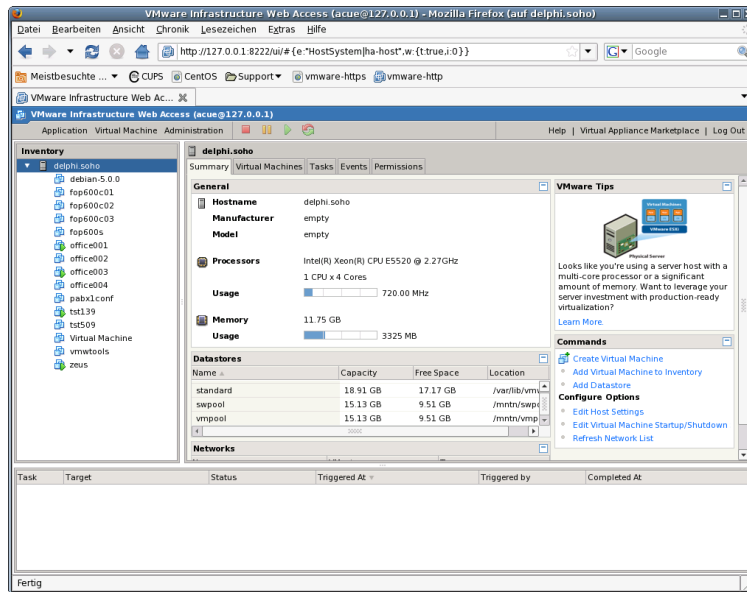 VMware Infrastructure Web Access (acue@127.0.0.1) - Mozilla Firefox (auf delphi.soho)
Datei Bearbeiten Ansicht Chronik Lesezeichen Extras Hilfe
http://127.0.0.1:8222/ui/#{e:"HostSystem|ha-host",w:{t:true,i:0}}
Google
Meistbesuchte ... CUPS CentOS Support vmware-https vmware-http
VMware Infrastructure Web Ac...
VMware Infrastructure Web Access (acue@127.0.0.1)
Application Virtual Machine Administration Help | Virtual Appliance Marketplace | Log Out
Inventory
delphi.soho
debian-5.0.0
fop600c01
fop600c02
fop600c03
fop600s
office001
office002
office003
office004
pabx1conf
tst139
tst509
Virtual Machine
vmwtools
zeus
delphi.soho
Summary Virtual Machines Tasks Events Permissions
General
Hostname delphi.soho
Manufacturer empty
Model empty
Processors Intel(R) Xeon(R) CPU E5520 @ 2.27GHz
1 CPU x 4 Cores
Usage 720.00 MHz
Memory 11.75 GB
Usage 3325 MB
Datastores
Name Capacity Free Space Location
standard 18.91 GB 17.17 GB /var/lib/vmv
swpool 15.13 GB 9.51 GB /mntn/swpo
vmpool 15.13 GB 9.51 GB /mntn/vmp
Networks
VMware Tips
Virtual Machines
VMware ESXi
Physical Server
Looks like you're using a server host with a
multi-core processor or a significant
amount of memory. Want to leverage your
server investment with production-ready
virtualization?
Learn More.
Commands
Create Virtual Machine
Add Virtual Machine to Inventory
Add Datastore
Configure Options
Edit Host Settings
Edit Virtual Machine Startup/Shutdown
Refresh Network List
Task Target Status Triggered At Triggered by Completed At
Fertig